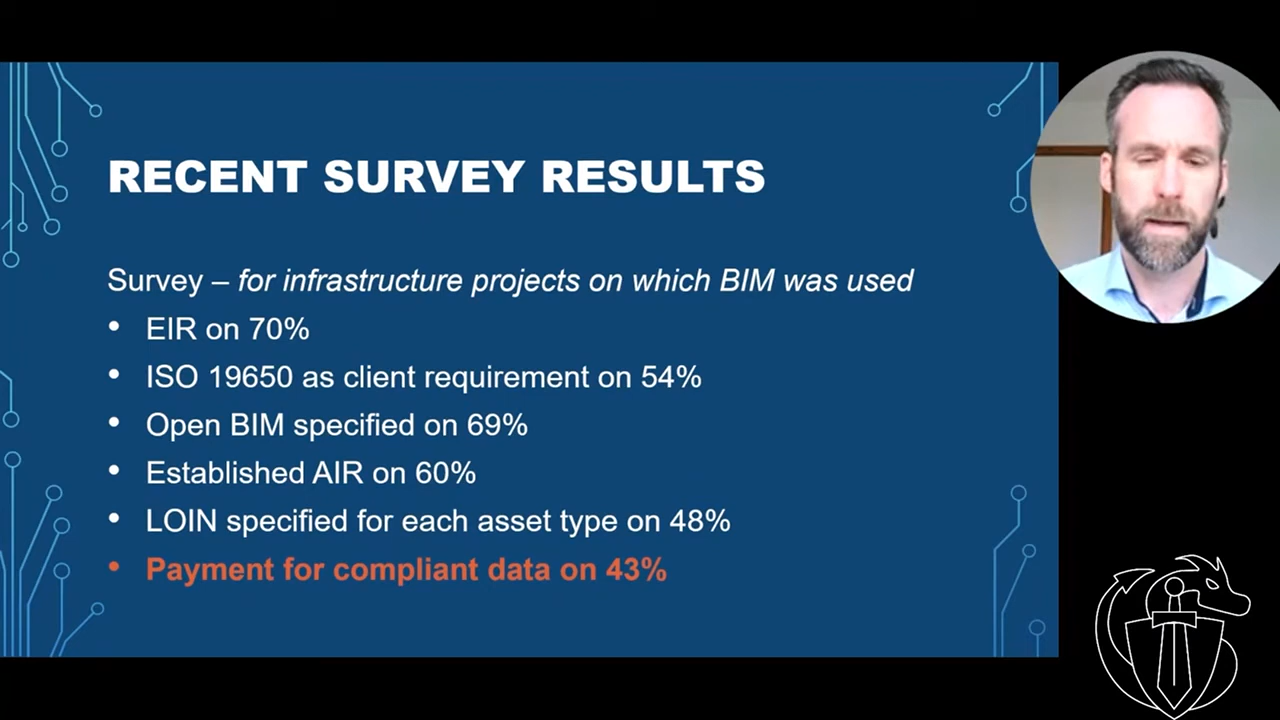 RECENT SURVEY RESULTS
Survey – for infrastructure projects on which BIM was used
• EIR on 70%
• ISO 19650 as client requirement on 54%
• Open BIM specified on 69%
• Established AIR on 60%
• LOIN specified for each asset type on 48%
• Payment for compliant data on 43%